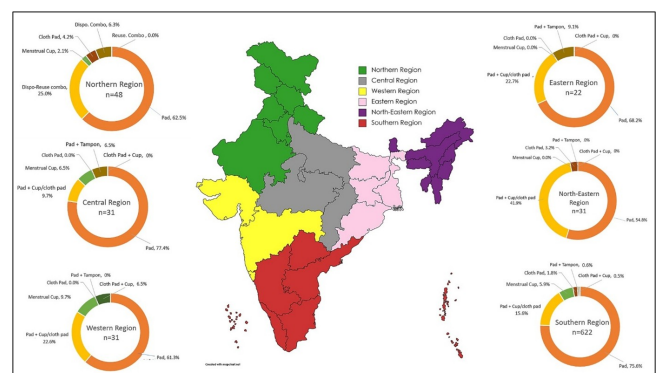 Dispo. Combo, 6.3%
Cloth Pad, 4.2%
Reuse. Combo, 0.0%
Menstrual Cup, 2.1%
Dispo-Reuse combo,
25.0%
Northern Region
n=48
Pad, 62.5%
Pad + Tampon, 6.5%
Cloth Pad, 0.0%
Cloth Pad + Cup, 0%
Menstrual Cup, 6.5%
Pad + Cup/cloth pad
9.7%
Central Region
n=31
Pad, 77.4%
Pad + Tampon, 0%
Cloth Pad, 0.0%
Cloth Pad + Cup, 6.5%
Menstrual Cup, 9.7%
Pad + Cup/cloth pad
22.6%
Western Region
n=31
Pad, 61.3%
Northern Region
Central Region
Western Region
Eastern Region
North-Eastern Region
Southern Region
Pad + Tampon, 9.1%
Cloth Pad, 0.0%
Cloth Pad + Cup, 0%
Menstrual Cup, 0.0%
Pad + Cup/cloth pad ,
22.7%
Eastern Region
n=22
Pad, 68.2%
Pad + Tampon, 0%
Cloth Pad, 3.2%
Cloth Pad + Cup, 0%
Menstrual Cup, 0.0%
Pad + Cup/cloth pad
41.9%
North-Eastern
Region
n=31
Pad, 54.8%
Pad + Tampon, 0.6%
Cloth Pad, 1.8%
Cloth Pad + Cup, 0.5%
Menstrual Cup, 5.9%
Pad + Cup/cloth pad
15.6%
Southern Region
n=622
Pad, 75.6%